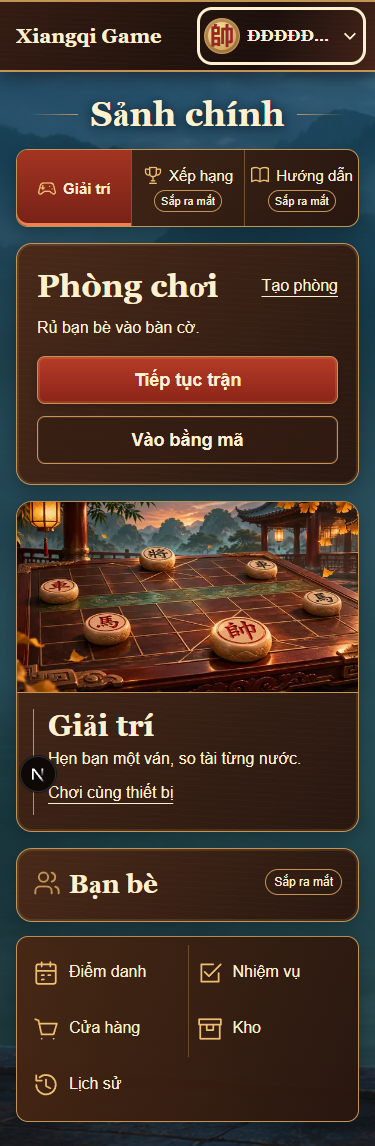 Xiangqi Game
帥
ĐĐĐĐĐ...
Sảnh chính
Giải trí
Xếp hạng
Sắp ra mắt
Hướng dẫn
Sắp ra mắt
Phòng chơi
Tạo phòng
Rủ bạn bè vào bàn cờ.
Tiếp tục trận
Vào bằng mã
將
車
車
馬
馬
帥
Giải trí
Hẹn bạn một ván, so tài từng nước.
N
Chơi cùng thiết bị
Bạn bè
Sắp ra mắt
Điểm danh
Nhiệm vụ
Cửa hàng
Kho
Lịch sử